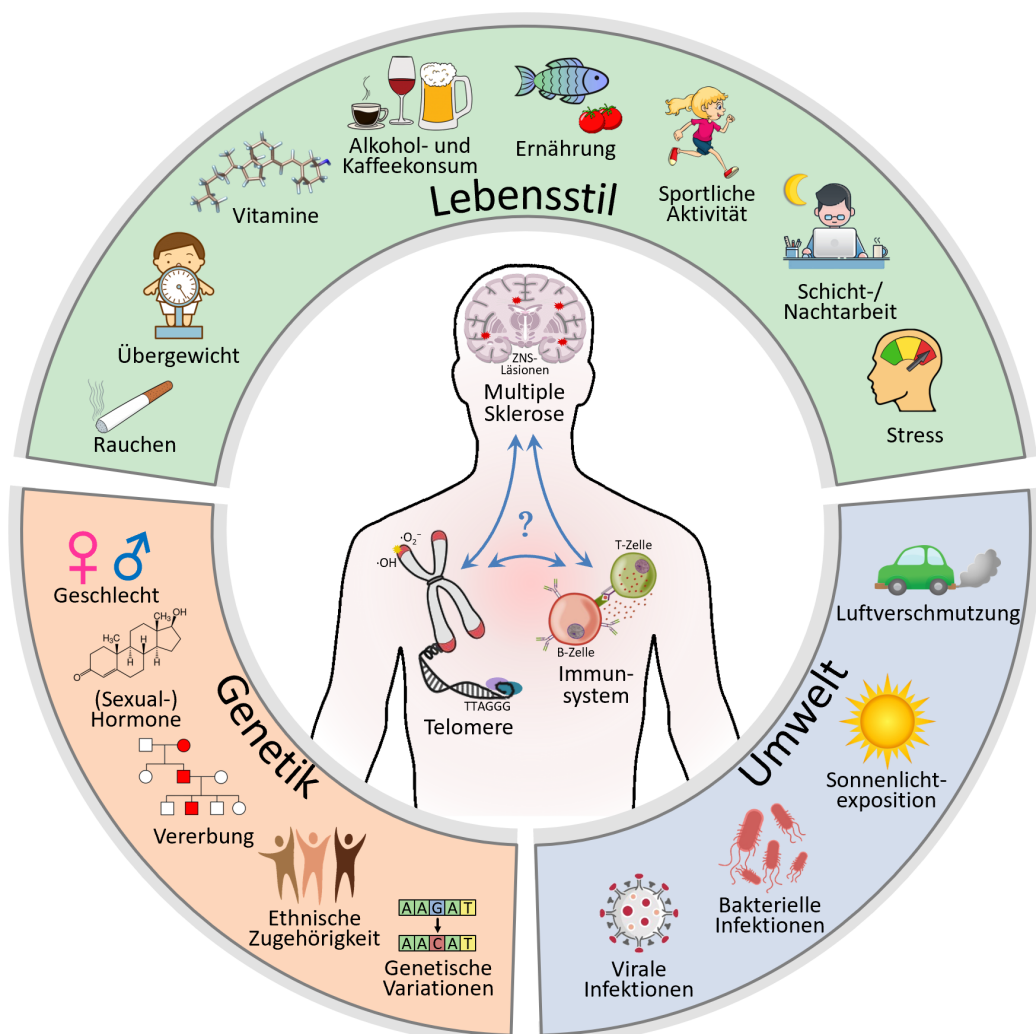 Alkohol- und
Kaffeekonsum
Ernährung
Sportliche
Aktivität
Vitamine
Lebensstil
Schicht-/
Nachtarbeit
Übergewicht
Stress
Rauchen
ZNS-
Läsionen
Multiple
Sklerose
?
·O₂⁻
·OH
T-Zelle
B-Zelle
Immun-
system
TTAGGG
Telomere
Geschlecht
CH₃
OH
CH₃
H
H
H
O
(Sexual-)
Hormone
Genetik
Vererbung
Ethnische
Zugehörigkeit
AAGAT
AACAT
Genetische
Variationen
Luftverschmutzung
Umwelt
Sonnenlicht-
exposition
Bakterielle
Infektionen
Virale
Infektionen